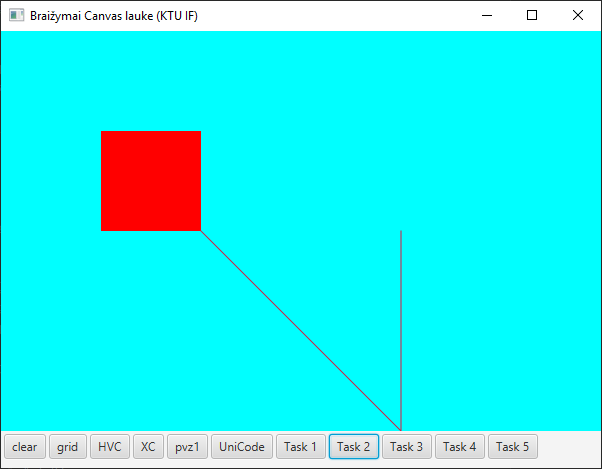 Braižymai Canvas lauke (KTU IF)
clear grid HVC XC pvz1 UniCode Task 1 Task 2 Task 3 Task 4 Task 5